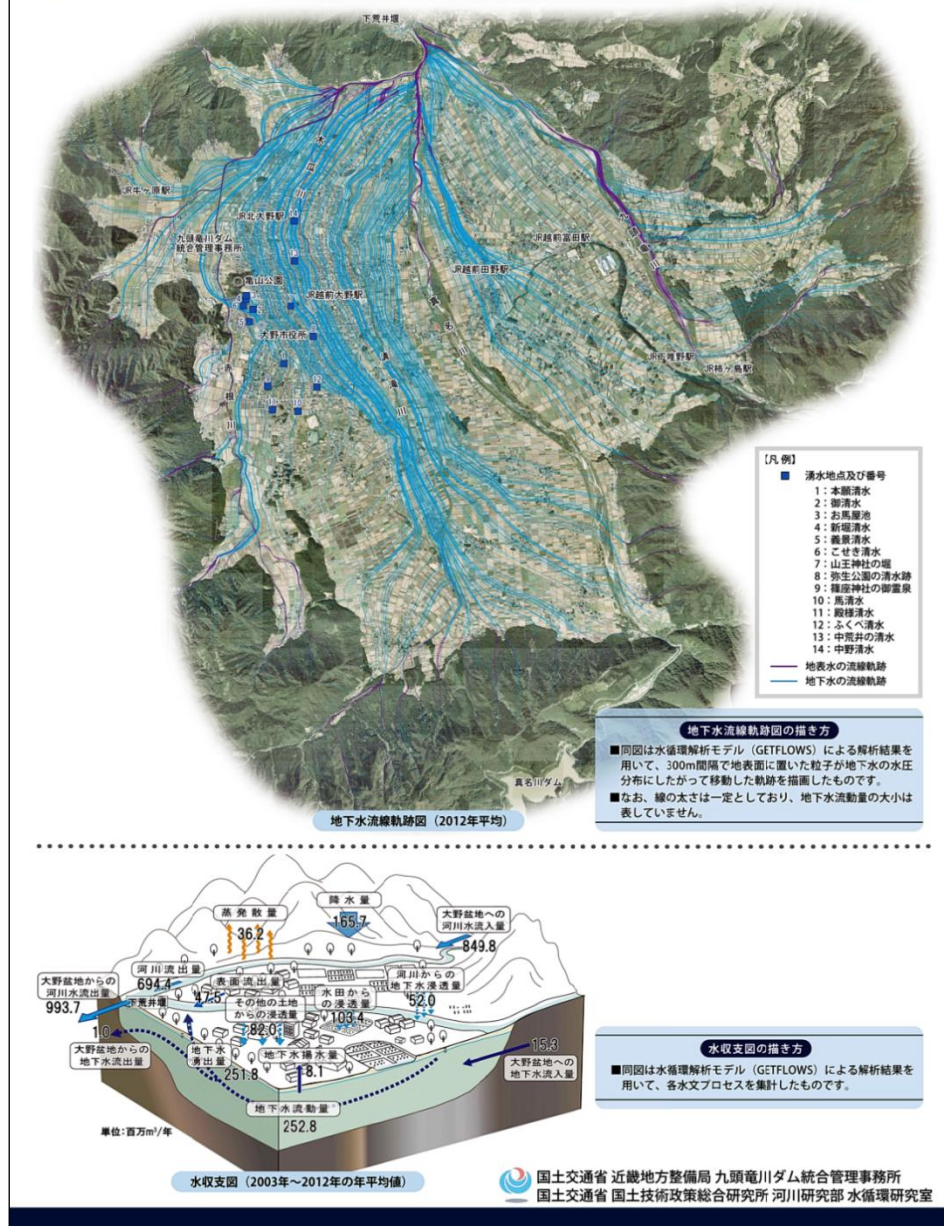 下荒井堰
木瓜川
JR牛ケ原駅
JR北大野駅
14
九頭竜川ダム
統合管理事務所
13
JR越前富田駅
JR越前田野駅
亀山公園
JR越前大野駅
大野市役所
真名川
清滝川
赤根川
12
10
JR下唯野駅
JR柿ケ島駅
真名川ダム
【凡 例】
湧水地点及び番号
1：本願清水
2：御清水
3：お馬屋池
4：新堀清水
5：義景清水
6：こせき清水
7：山王神社の堀
8：弥生公園の清水跡
9：篠座神社の御霊泉
10：馬清水
11：殿様清水
12：ふくべ清水
13：中荒井の清水
14：中野清水
地表水の流線軌跡
地下水の流線軌跡
地下水流線軌跡図の描き方
■同図は水循環解析モデル（GETFLOWS）による解析結果を
用いて、300m間隔で地表面に置いた粒子が地下水の水圧
分布にしたがって移動した軌跡を描画したものです。
■なお、線の太さは一定としており、地下水流動量の大小は
表していません。
地下水流線軌跡図（2012年平均）
蒸発散量
36.2
降水量
165.7
大野盆地への
河川水流入量
849.8
大野盆地からの
河川水流出量
993.7
河川流出量
694.4
表面流出量
47.5
下荒井堰
その他の土地
からの浸透量
82.0
水田から
の浸透量
103.4
河川からの
地下水浸透量
52.0
1.0
大野盆地からの
地下水流出量
地下水
湧出量
251.8
地下水揚水量
8.1
15.3
大野盆地への
地下水流入量
地下水流動量
252.8
単位：百万m³/年
水収支図（2003年～2012年の年平均値）
水収支図の描き方
■同図は水循環解析モデル（GETFLOWS）による解析結果を
用いて、各水文プロセスを集計したものです。
国土交通省 近畿地方整備局 九頭竜川ダム統合管理事務所
国土交通省 国土技術政策総合研究所 河川研究部 水循環研究室